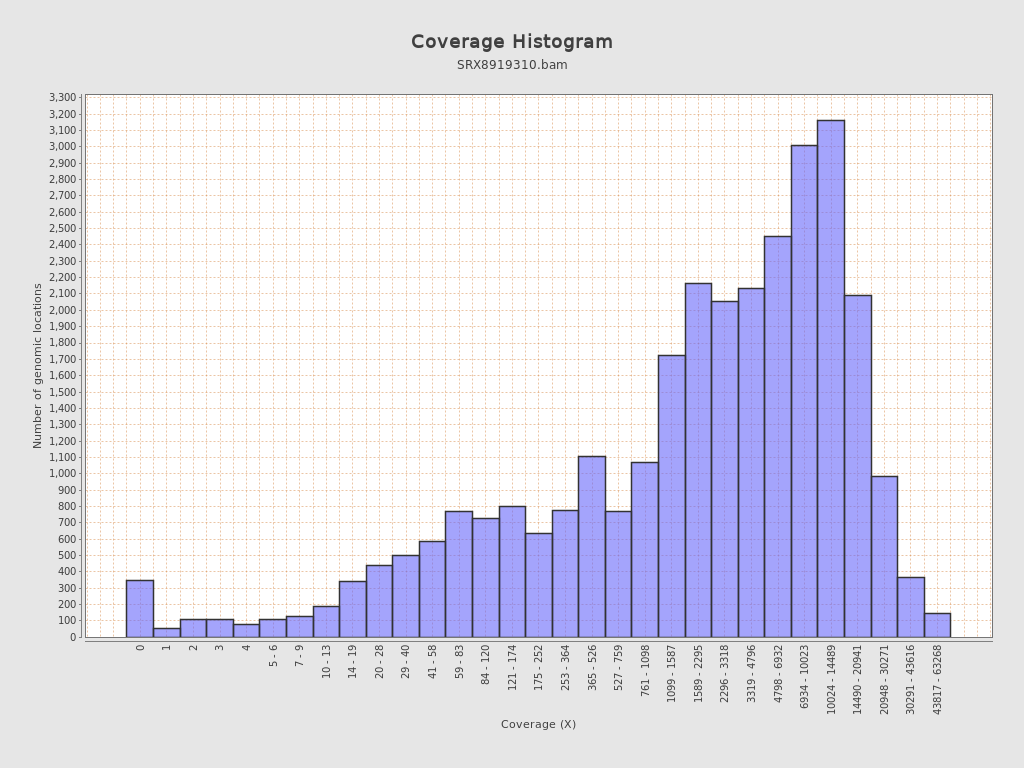 Coverage Histogram
SRX8919310.bam
3,300
3,200
3,100
3,000
2,900
2,800
2,700
2,600
2,500
2,400
2,300
2,200
2,100
2,000
1,900
1,800
1,700
1,600
1,500
1,400
1,300
1,200
1,100
1,000
900
800
700
600
500
400
300
200
100
0
Number of genomic locations
0
1
2
3
4
5 - 6
7 - 9
10 - 13
14 - 19
20 - 28
29 - 40
41 - 58
59 - 83
84 - 120
121 - 174
175 - 252
253 - 364
365 - 526
527 - 759
761 - 1098
1099 - 1587
1589 - 2295
2296 - 3318
3319 - 4796
4798 - 6932
6934 - 10023
10024 - 14489
14490 - 20941
20948 - 30271
30291 - 43616
43817 - 63268
Coverage (X)